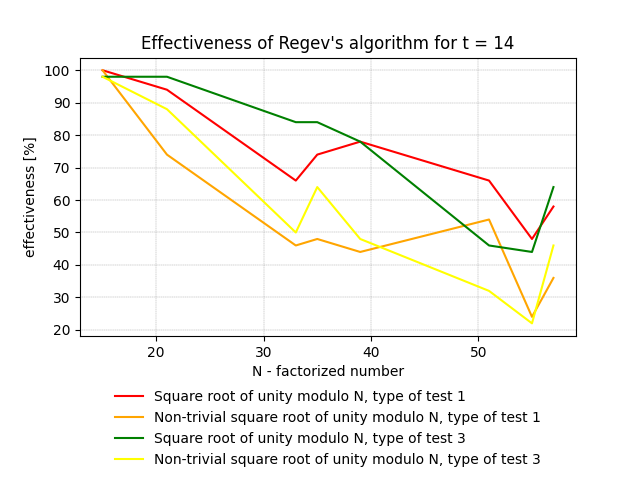 Effectiveness of Regev's algorithm for t = 14
effectiveness [%]
100
90
80
70
60
50
40
30
20
20 30 40 50
N - factorized number
Square root of unity modulo N, type of test 1
Non-trivial square root of unity modulo N, type of test 1
Square root of unity modulo N, type of test 3
Non-trivial square root of unity modulo N, type of test 3